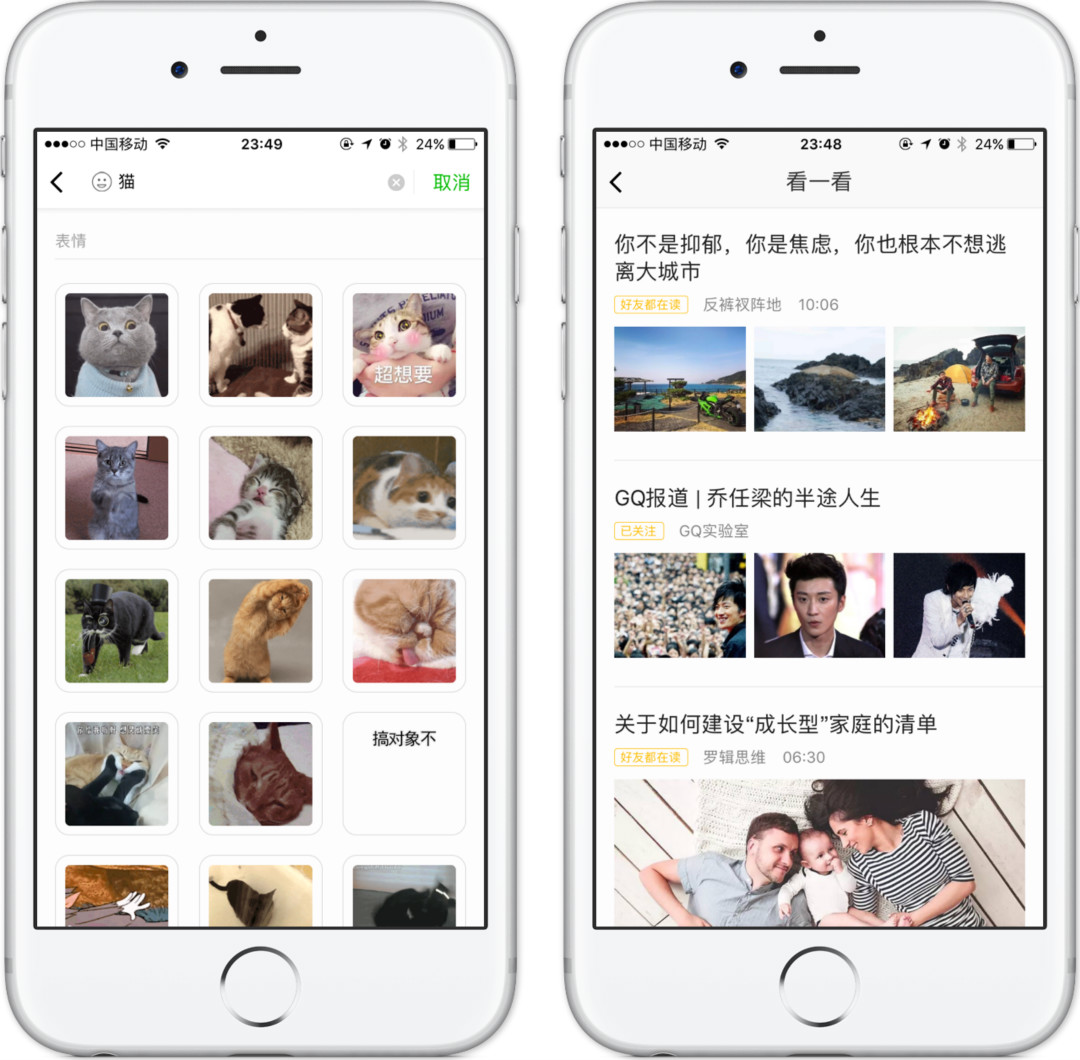 中国移动
23:49
24%
猫
取消
表情
超想要
搞对象不
中国移动
23:48
24%
看一看
你不是抑郁，你是焦虑，你也根本不想逃
离大城市
好友都在读 反裤衩阵地 10:06
GQ报道 | 乔任梁的半途人生
已关注 GQ实验室
关于如何建设“成长型”家庭的清单
好友都在读 罗辑思维 06:30